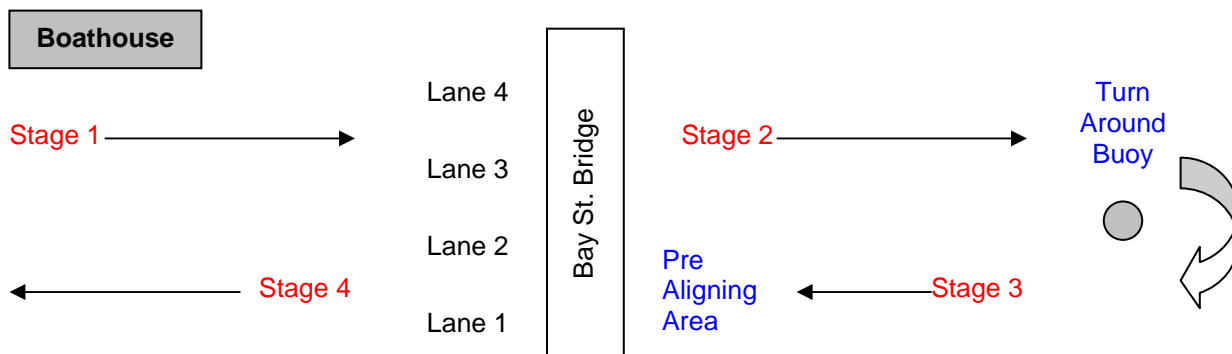 Boathouse
Lane 4
Stage 1
Lane 3
Lane 2
Stage 4
Lane 1
Bay St. Bridge
Stage 2
Turn
Around
Buoy
Pre
Aligning
Area
Stage 3